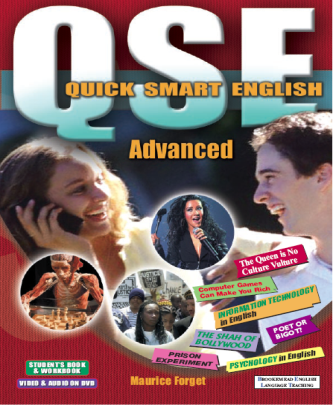 QSE
QUICK SMART ENGLISH
Advanced
The Queen is No
Culture Vulture
Computer Games
Can Make You Rich
INFORMATION TECHNOLOGY
in English
POET OR
BIGOT?
THE SHAH OF
BOLLYWOOD
PRISON
EXPERIMENT
PSYCHOLOGY in English
STUDENT'S BOOK
& WORKBOOK
VIDEO & AUDIO ON DVD
Maurice Forget
BROOKEMEAD ENGLISH
LANGUAGE TEACHING